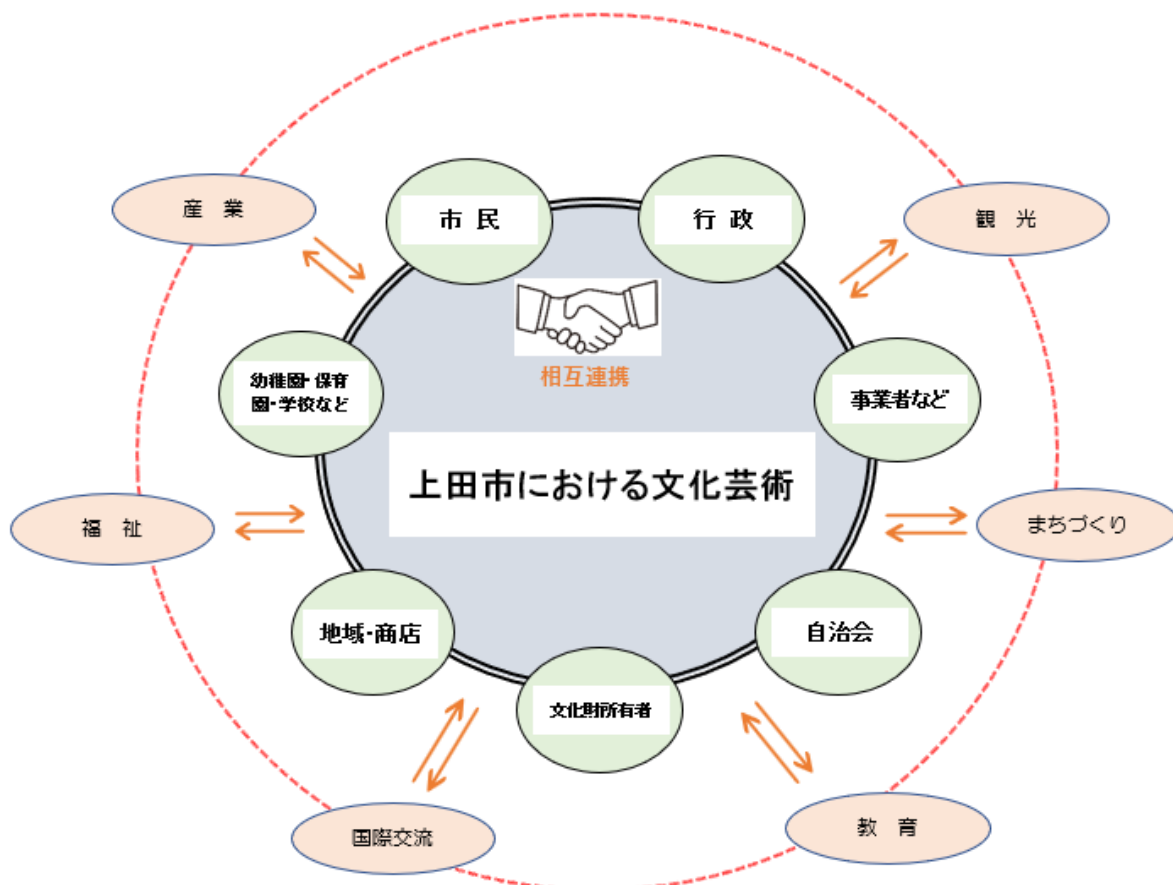 市 民
行 政
産 業
観 光
相互連携
幼稚園・保育
園・学校など
事業者など
上田市における文化芸術
福 祉
まちづくり
地域・商店
自治会
文化財所有者
国際交流
教 育